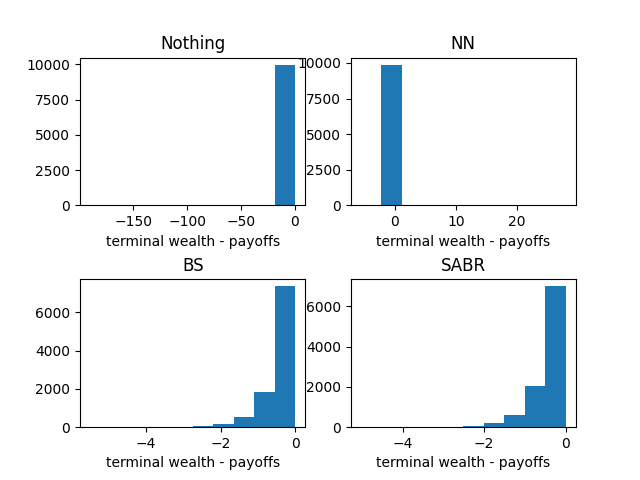 Nothing
10000
7500
5000
2500
0
−150 −100 −50 0
terminal wealth - payoffs
NN
10000
7500
5000
2500
0
0 10 20
terminal wealth - payoffs
BS
6000
4000
2000
0
−4 −2 0
terminal wealth - payoffs
SABR
6000
4000
2000
0
−4 −2 0
terminal wealth - payoffs